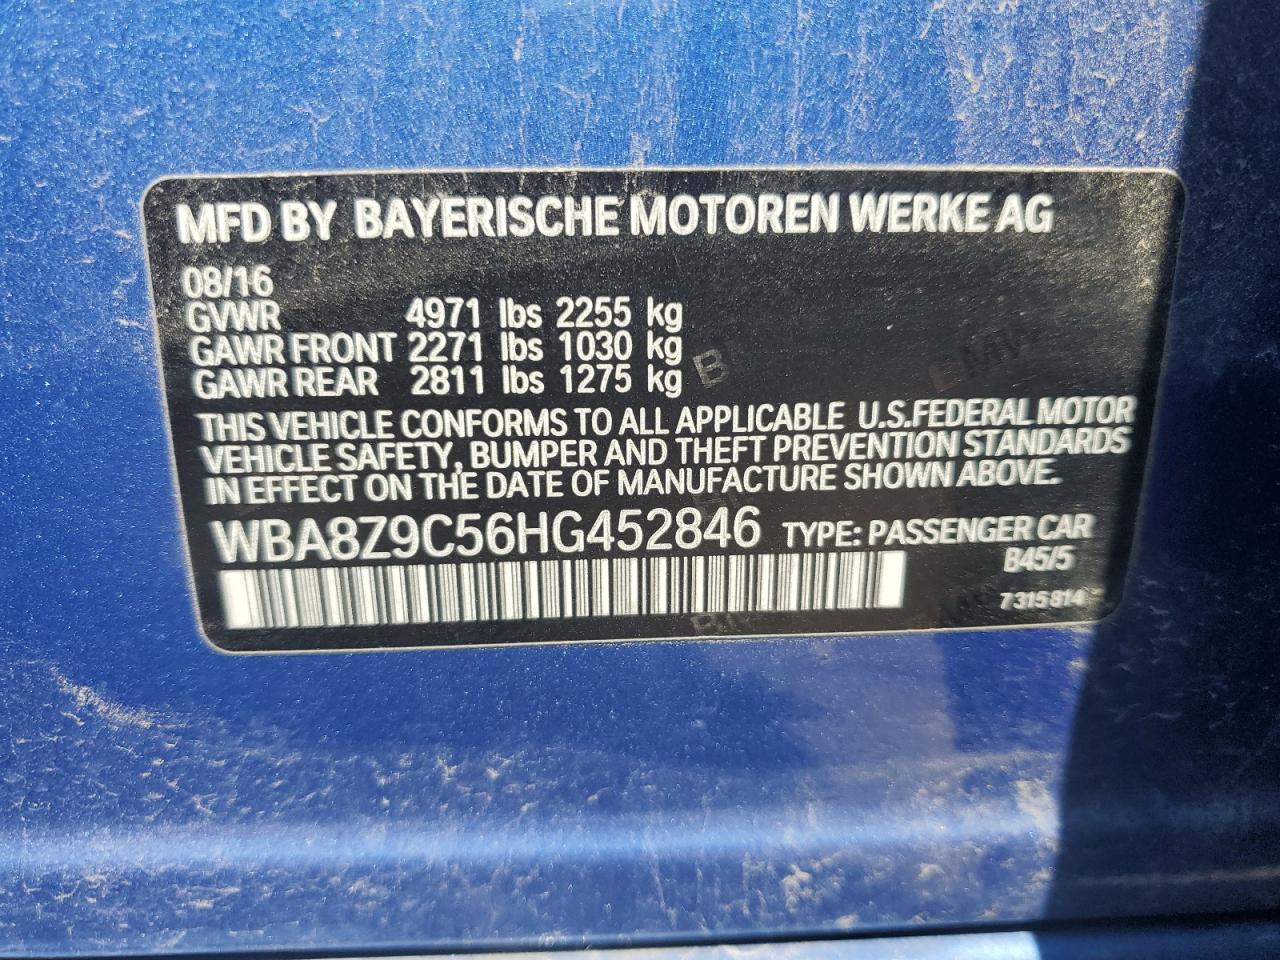 MFD BY BAYERISCHE MOTOREN WERKE AG
08/16
GVWR 4971 lbs 2255 kg
GAWR FRONT 2271 lbs 1030 kg
GAWR REAR 2811 lbs 1275 kg
THIS VEHICLE CONFORMS TO ALL APPLICABLE U.S.FEDERAL MOTOR
VEHICLE SAFETY, BUMPER AND THEFT PREVENTION STANDARDS
IN EFFECT ON THE DATE OF MANUFACTURE SHOWN ABOVE.
WBA8Z9C56HG452846 TYPE: PASSENGER CAR
B45/5
7315814